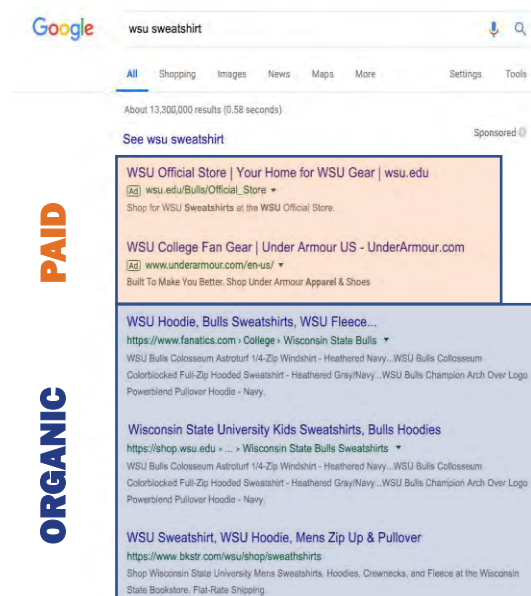 Google
wsu sweatshirt
All Shopping Images News Maps More Settings Tools
About 13,300,000 results (0.58 seconds)
See wsu sweatshirt
Sponsored
PAID
WSU Official Store | Your Home for WSU Gear | wsu.edu
Ad wsu.edu/Bulls/Official_Store
Shop for WSU Sweatshirts at the WSU Official Store.
WSU College Fan Gear | Under Armour US - UnderArmour.com
Ad www.underarmour.com/en-us/
Built To Make You Better. Shop Under Armour Apparel & Shoes
ORGANIC
WSU Hoodie, Bulls Sweatshirts, WSU Fleece...
https://www.fanatics.com › College › Wisconsin State Bulls
WSU Bulls Colosseum Astroturf 1/4-Zip Windshirt - Heathered Navy...WSU Bulls Collosseum
Colorblocked Full-Zip Hooded Sweatshirt - Heathered Gray/Navy...WSU Bulls Champion Arch Over Logo
Powerblend Pullover Hoodie - Navy.
Wisconsin State University Kids Sweatshirts, Bulls Hoodies
https://shop.wsu.edu › ... › Wisconsin State Bulls Sweatshirts
WSU Bulls Colosseum Astroturf 1/4-Zip Windshirt - Heathered Navy...WSU Bulls Collosseum
Colorblocked Full-Zip Hooded Sweatshirt - Heathered Gray/Navy...WSU Bulls Champion Arch Over Logo
Powerblend Pullover Hoodie - Navy.
WSU Sweatshirt, WSU Hoodie, Mens Zip Up & Pullover
https://www.bkstr.com/wsu/shop/sweathshirts
Shop Wisconsin State University Mens Sweatshirts, Hoodies, Crewnecks, and Fleece at the Wisconsin
State Bookstore. Flat-Rate Shipping.